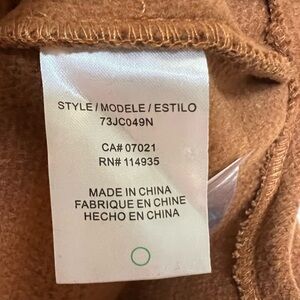 STYLE / MODELE / ESTILO
73JC049N
CA# 07021
RN# 114935
MADE IN CHINA
FABRIQUE EN CHINE
HECHO EN CHINA